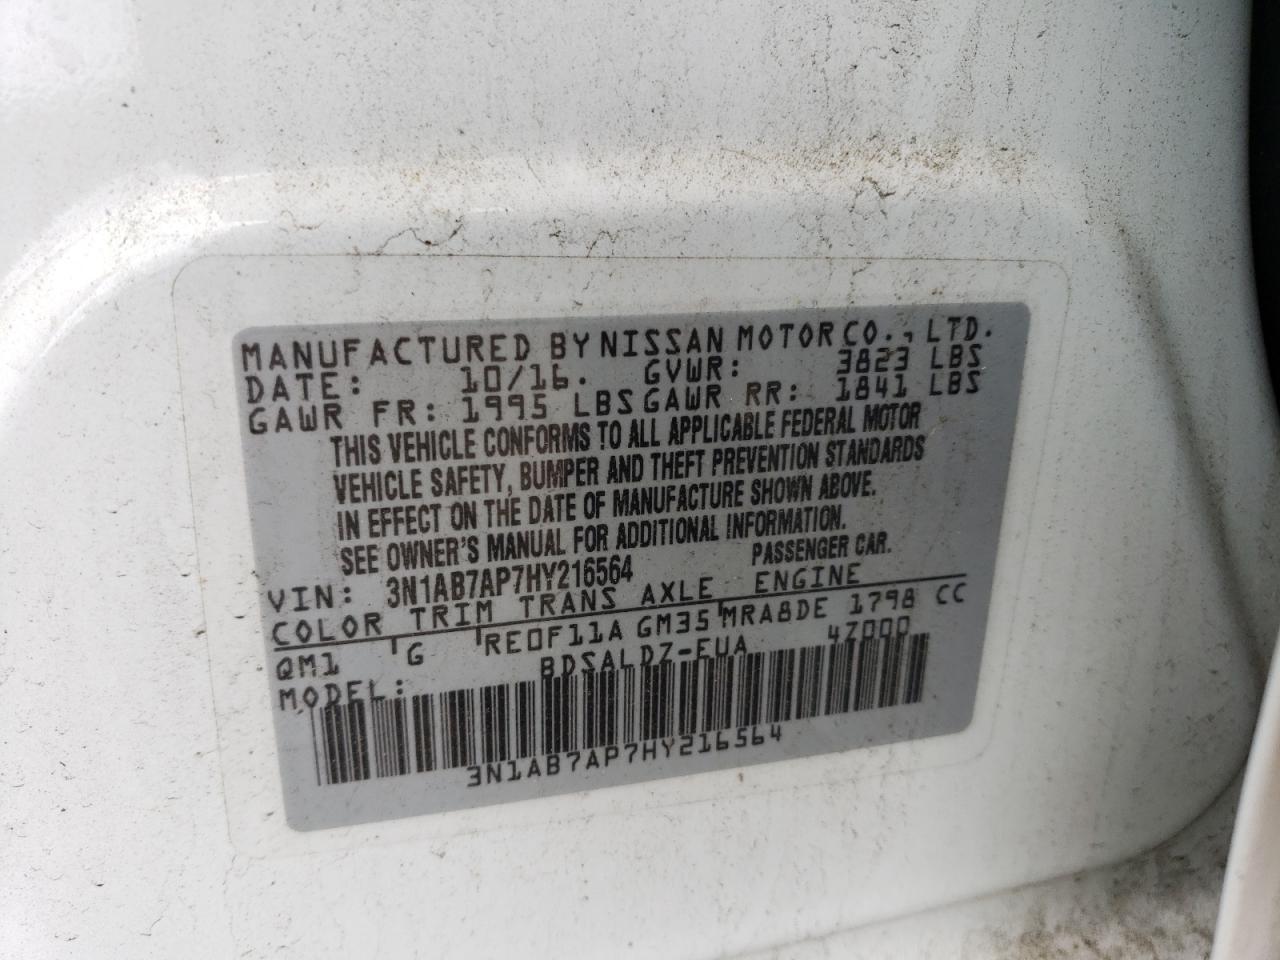 MANUFACTURED BY NISSAN MOTOR CO., LTD.
DATE: 10/16. GVWR: 3823 LBS
GAWR FR: 1995 LBS GAWR RR: 1841 LBS
THIS VEHICLE CONFORMS TO ALL APPLICABLE FEDERAL MOTOR
VEHICLE SAFETY, BUMPER AND THEFT PREVENTION STANDARDS
IN EFFECT ON THE DATE OF MANUFACTURE SHOWN ABOVE.
SEE OWNER'S MANUAL FOR ADDITIONAL INFORMATION.
VIN: 3N1AB7AP7HY216564 PASSENGER CAR.
COLOR TRIM TRANS AXLE ENGINE
QM1 G RE0F11A GM35 MRA8DE 1798 CC
MODEL: BDSALDZ-EUA 4Z000
3N1AB7AP7HY216564